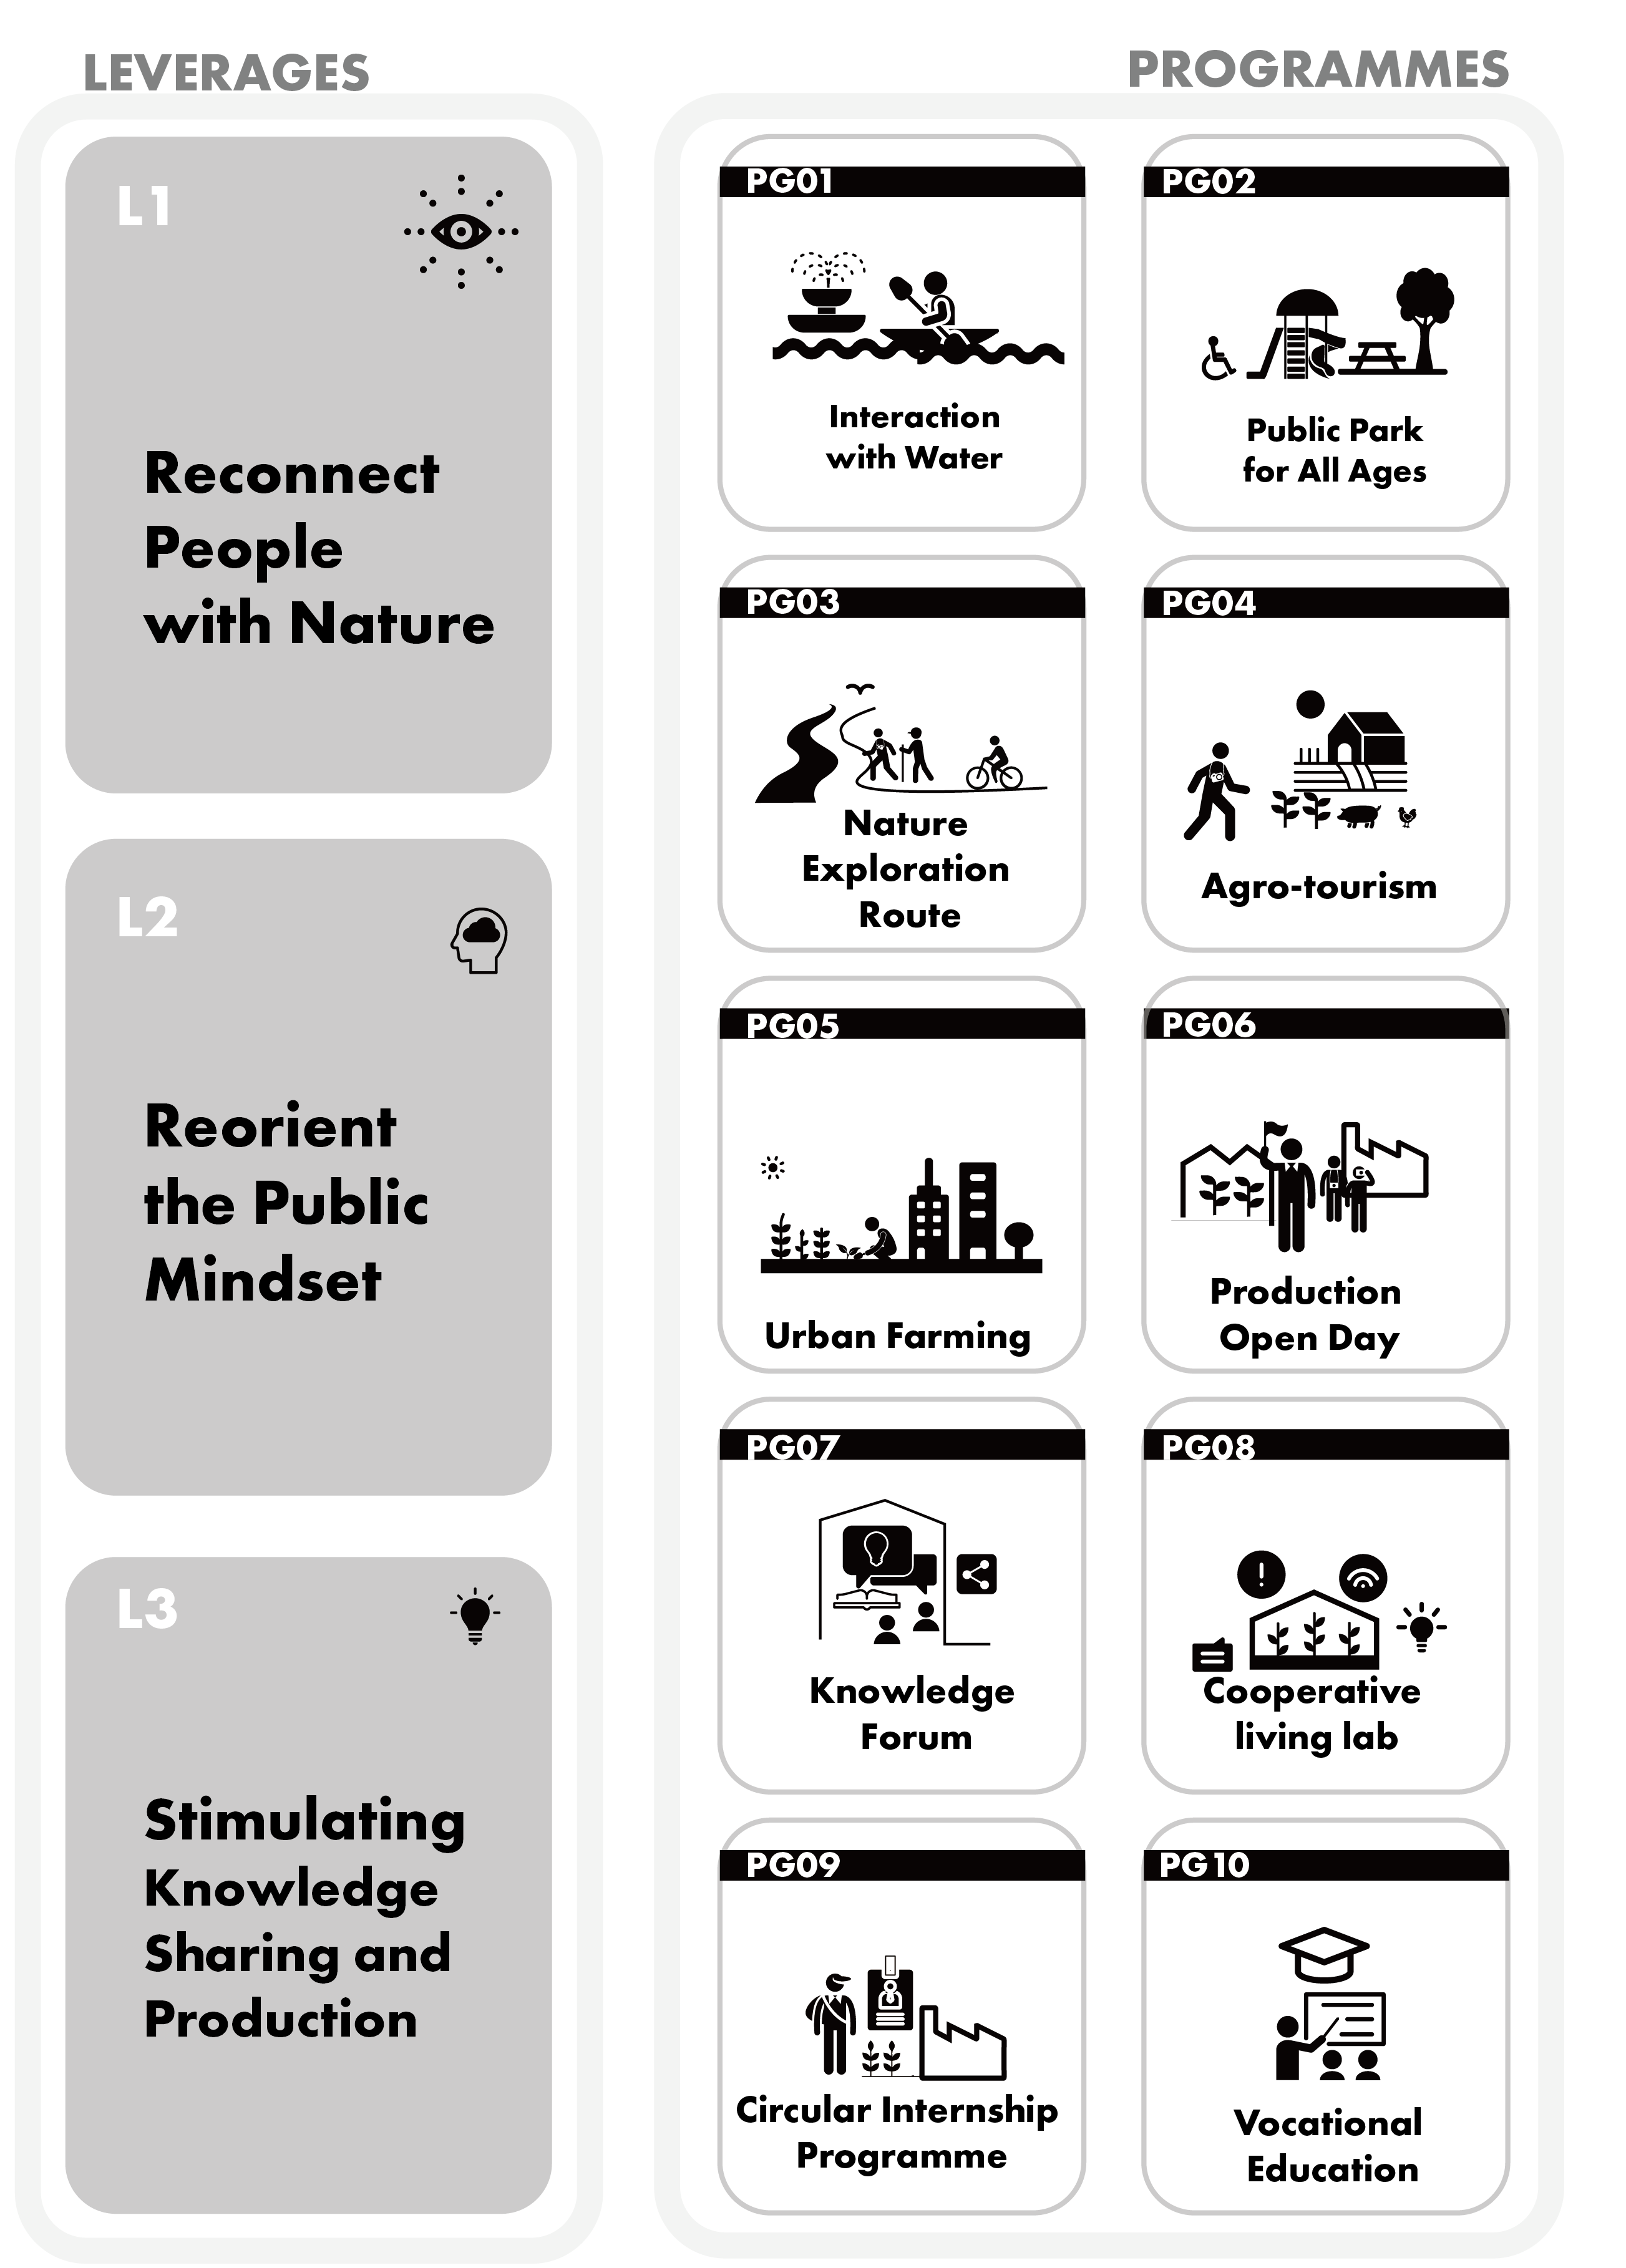 LEVERAGES
L1
Reconnect
People
with Nature
L2
Reorient
the Public
Mindset
L3
Stimulating
Knowledge
Sharing and
Production
PROGRAMMES
PG01
Interaction
with Water
PG02
Public Park
for All Ages
PG03
Nature
Exploration
Route
PG04
Agro-tourism
PG05
Urban Farming
PG06
Production
Open Day
PG07
Knowledge
Forum
PG08
Cooperative
living lab
PG09
Circular Internship
Programme
PG10
Vocational
Education